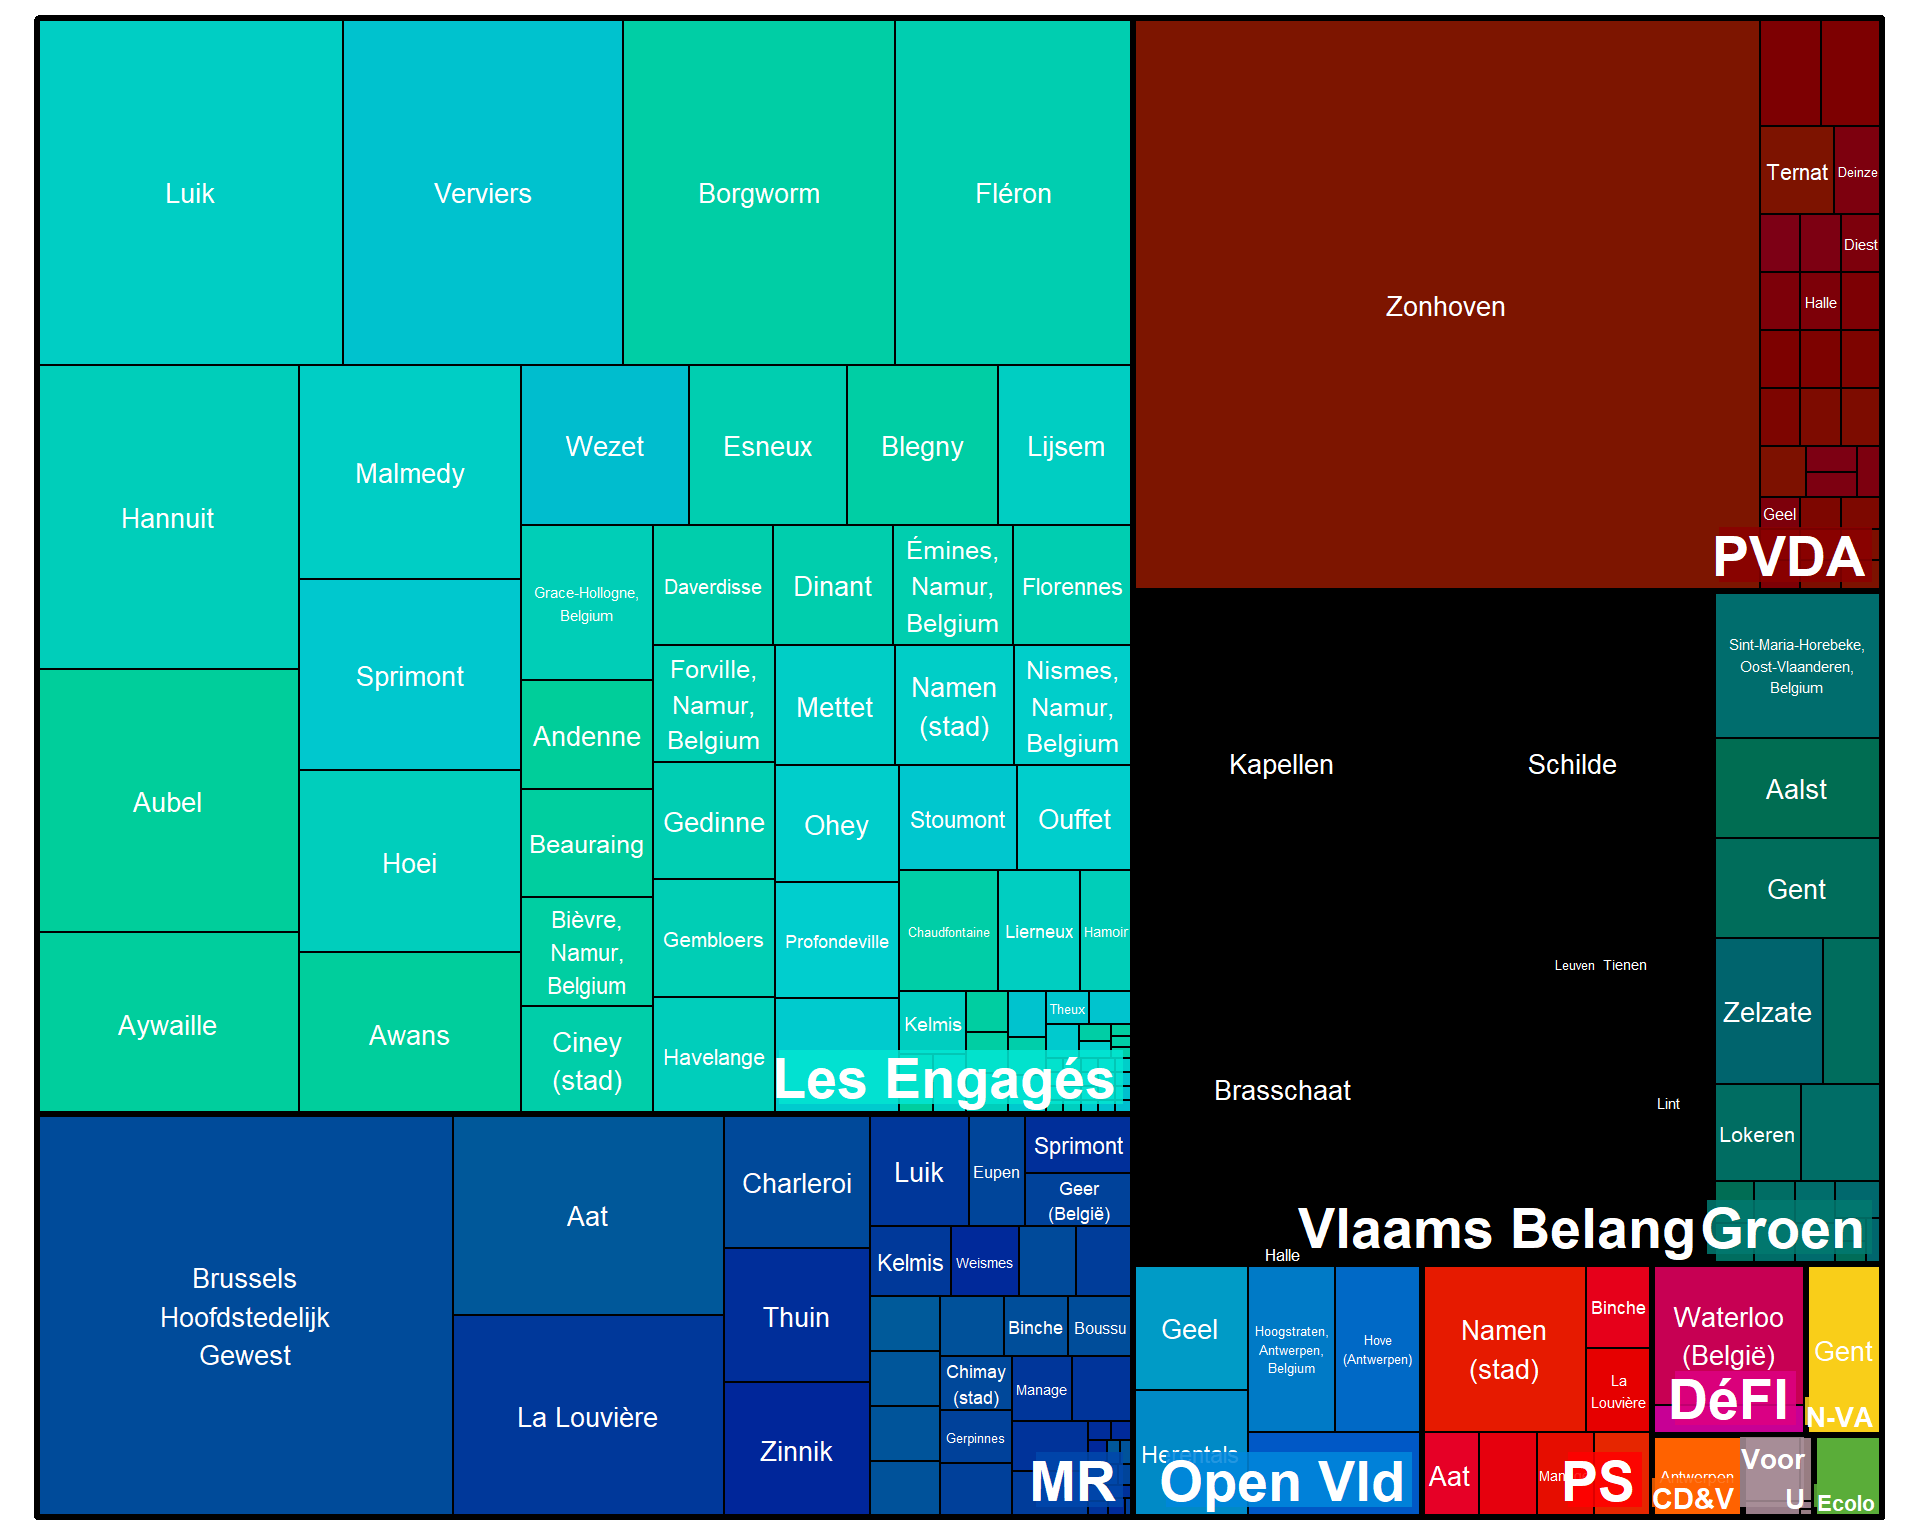 Luik
Verviers
Borgworm
Fléron
Hannuit
Malmedy
Wezet
Esneux
Blegny
Lijsem
Sprimont
Grace-Hollogne,
Belgium
Daverdisse
Dinant
Émines,
Namur,
Belgium
Florennes
Aubel
Hoei
Andenne
Forville,
Namur,
Belgium
Mettet
Namen
(stad)
Nismes,
Namur,
Belgium
Beauraing
Gedinne
Ohey
Stoumont
Ouffet
Aywaille
Awans
Bièvre,
Namur,
Belgium
Gembloers
Profondeville
Chaudfontaine
Lierneux
Hamoir
Ciney
(stad)
Havelange
Kelmis
Theux
Les Engagés
Zonhoven
Ternat
Deinze
Diest
Halle
Geel
PVDA
Kapellen
Schilde
Leuven
Tienen
Brasschaat
Lint
Halle
Vlaams Belang
Sint-Maria-Horebeke,
Oost-Vlaanderen,
Belgium
Aalst
Gent
Zelzate
Lokeren
Groen
Brussels
Hoofdstedelijk
Gewest
Aat
La Louvière
Charleroi
Thuin
Zinnik
Luik
Eupen
Sprimont
Geer
(België)
Kelmis
Weismes
Binche
Boussu
Chimay
(stad)
Manage
Gerpinnes
MR
Geel
Hoogstraten,
Antwerpen,
Belgium
Hove
(Antwerpen)
Herentals
Open Vld
Namen
(stad)
Binche
La
Louvière
Aat
PS
Waterloo
(België)
DéFI
Gent
N-VA
Antwerpen
CD&V
Voor
U
Ecolo